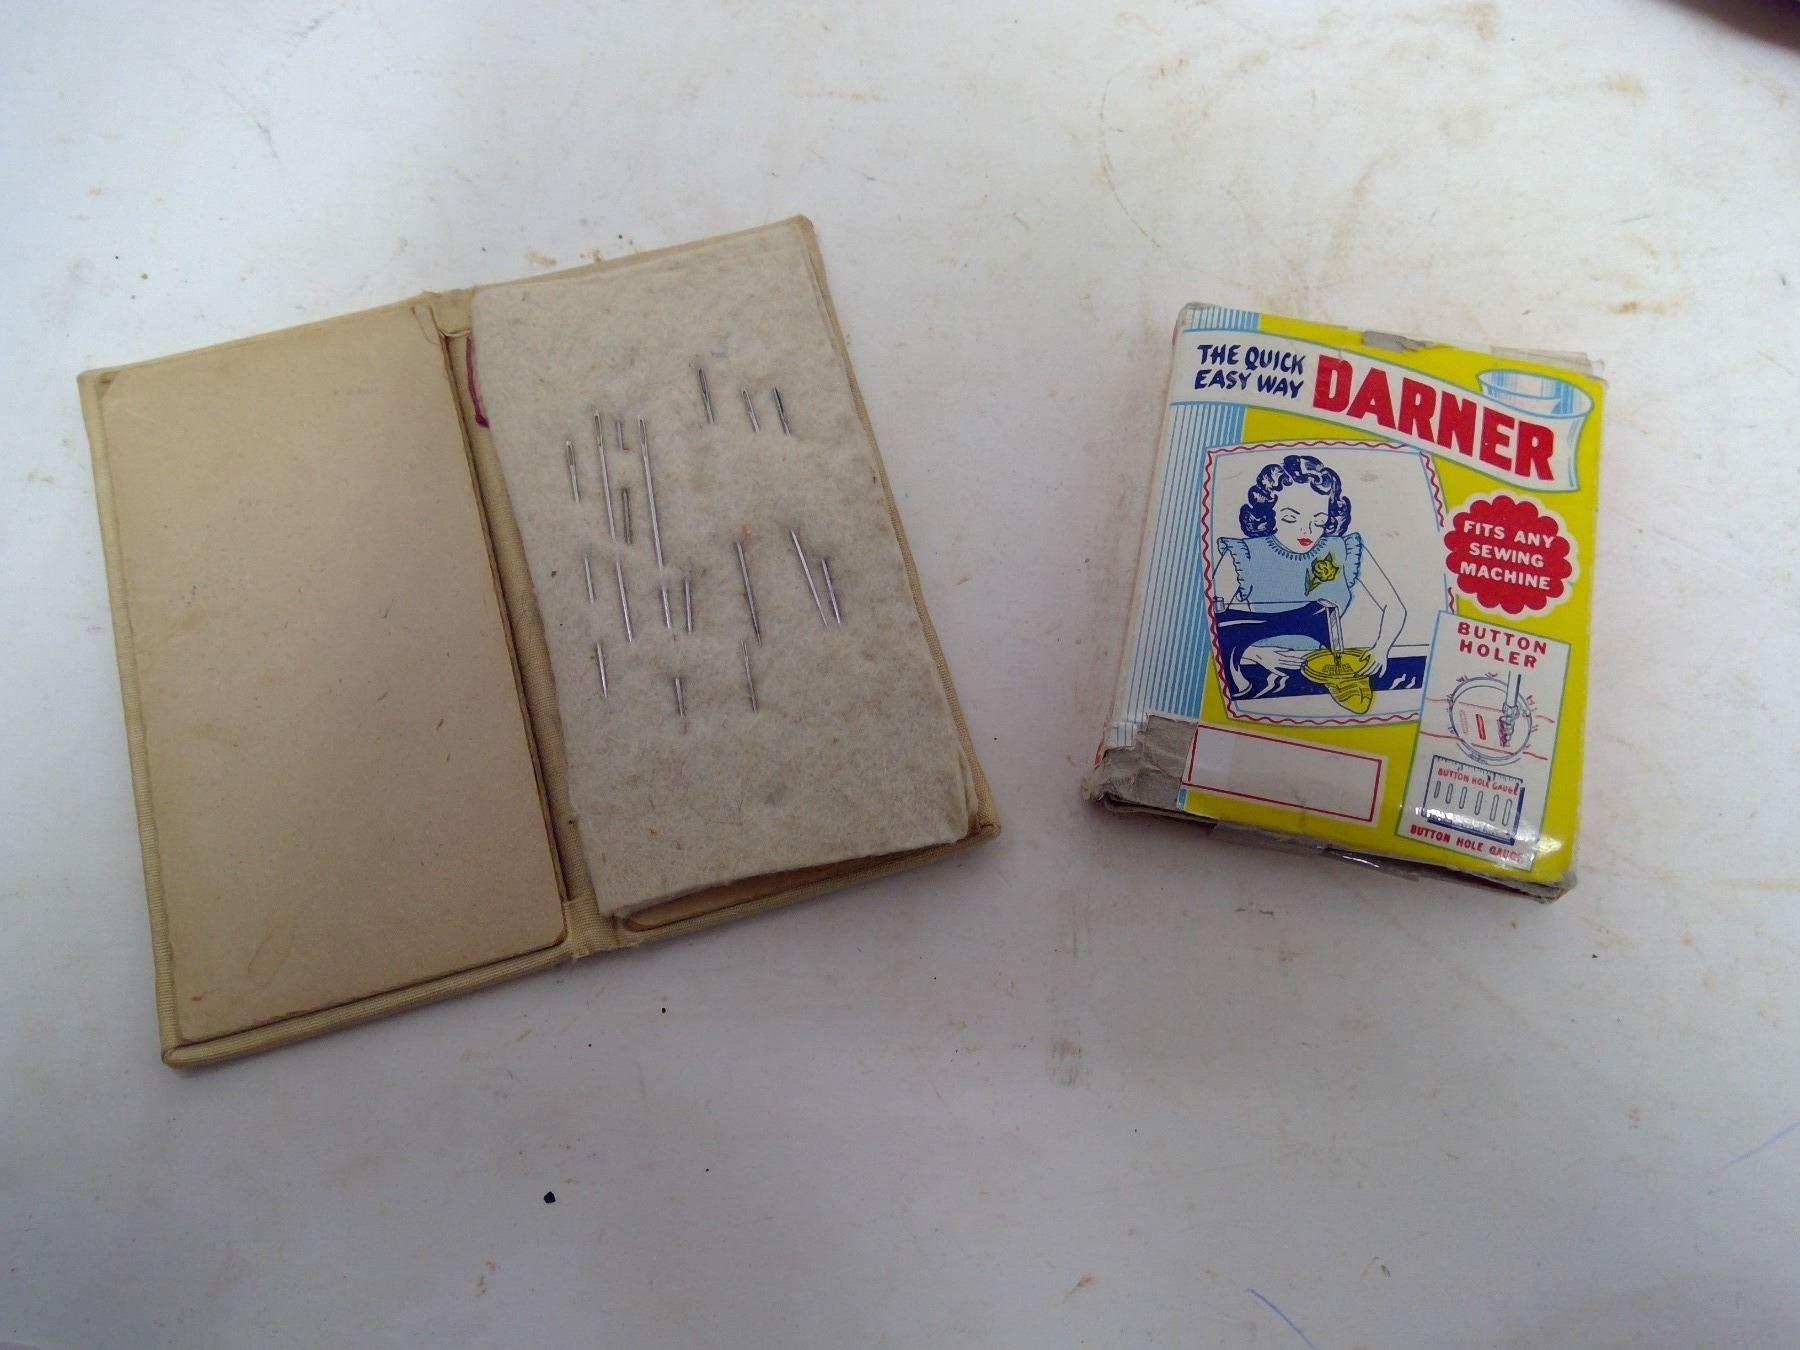 THE QUICK
EASY WAY
DARNER
FITS ANY
SEWING
MACHINE
BUTTON
HOLER
BUTTON HOLE GAUGE
BUTTON HOLE GAUGE